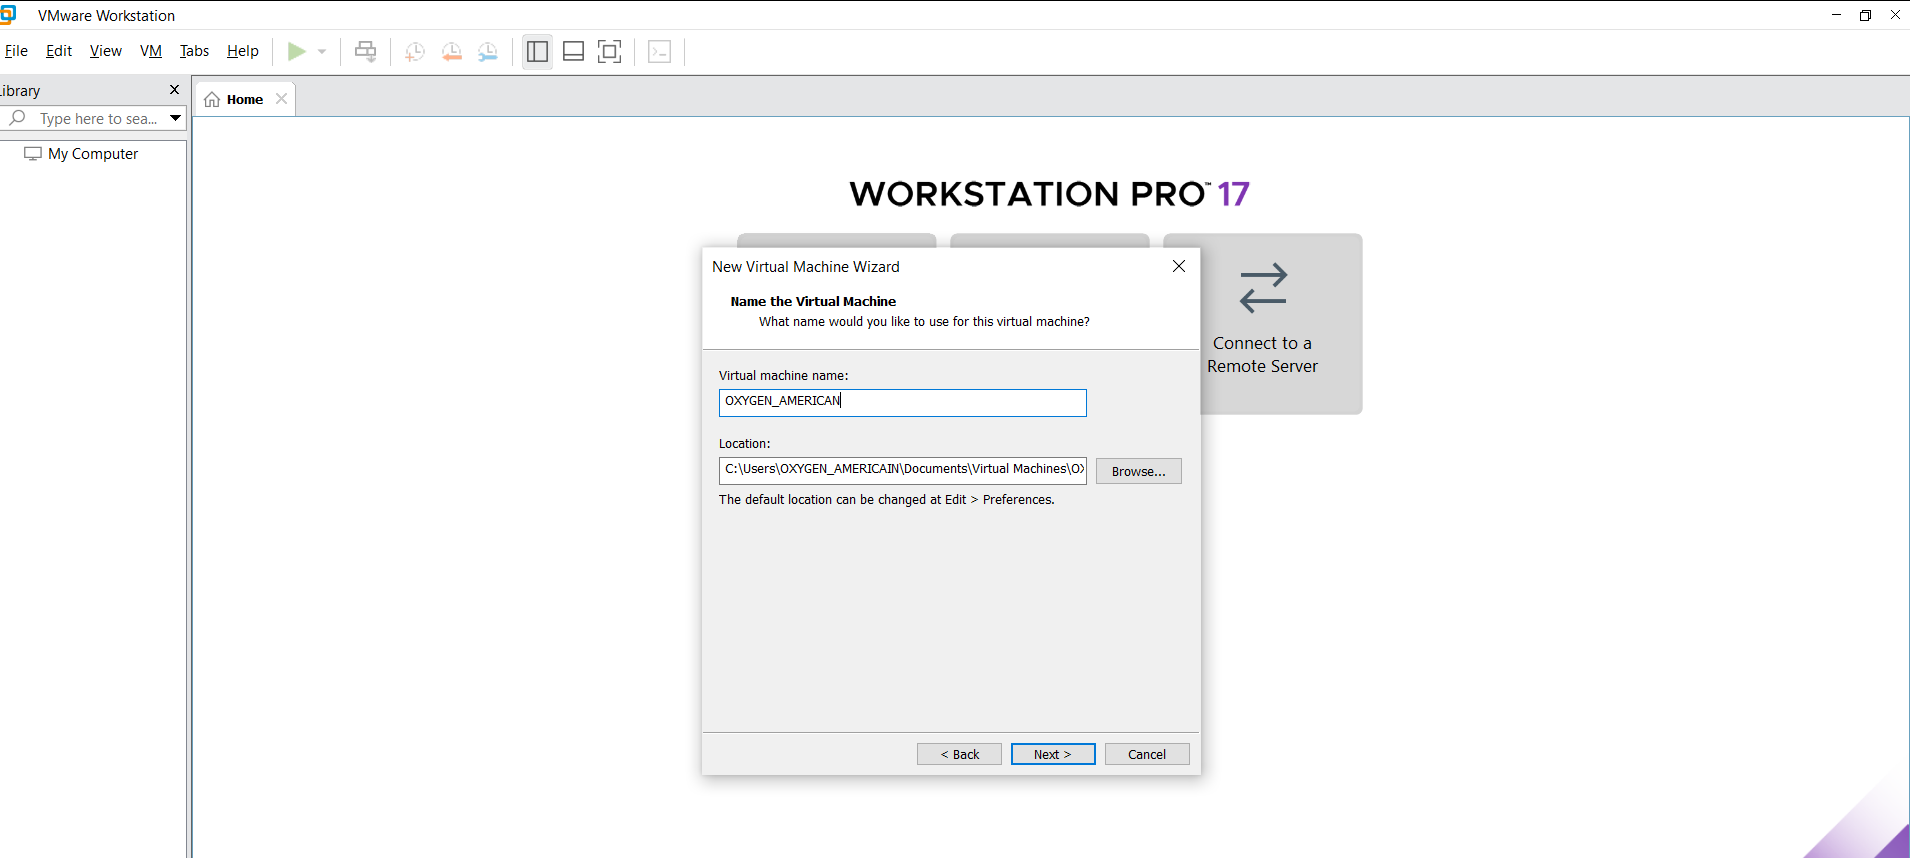 VMware Workstation
File Edit View VM Tabs Help
Library
Home
Type here to sea...
My Computer
WORKSTATION PRO™ 17
Connect to a
Remote Server
New Virtual Machine Wizard
Name the Virtual Machine
What name would you like to use for this virtual machine?
Virtual machine name:
OXYGEN_AMERICAN
Location:
C:\Users\OXYGEN_AMERICAIN\Documents\Virtual Machines\OX
Browse...
The default location can be changed at Edit > Preferences.
< Back Next > Cancel